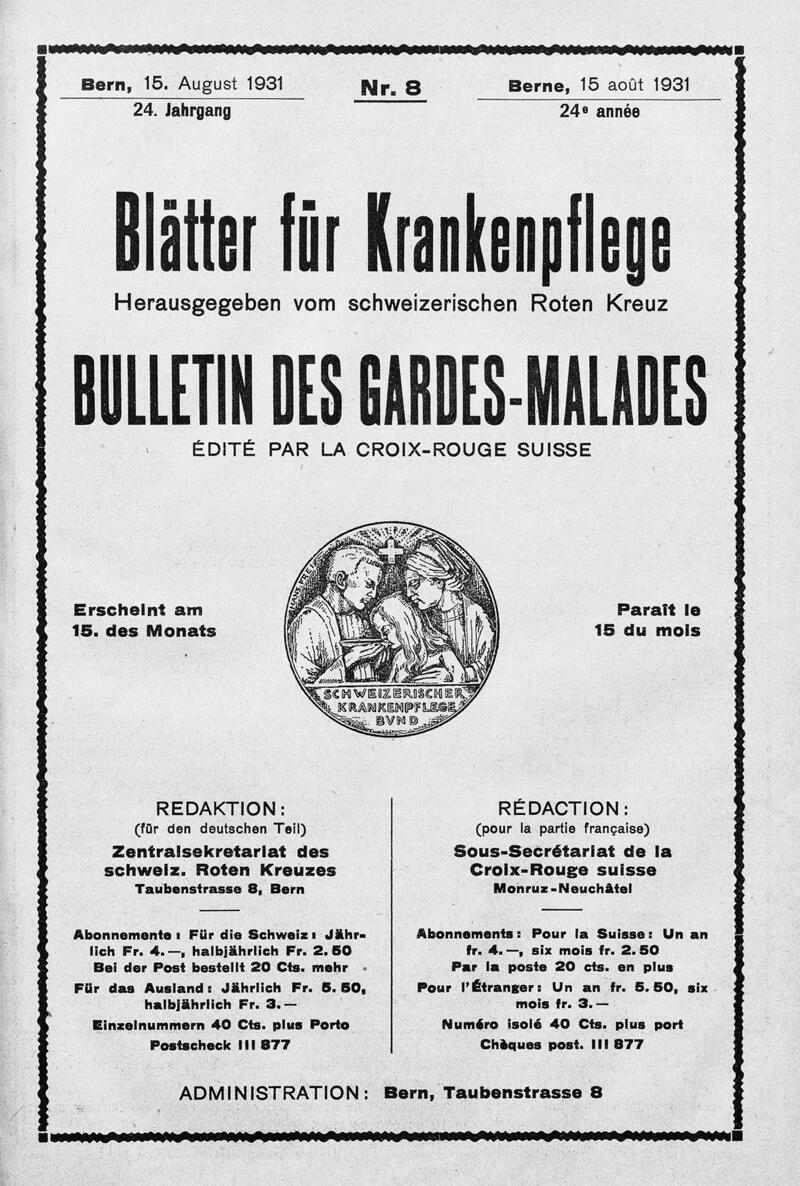 Bern, 15. August 1931
24. Jahrgang
Nr. 8
Berne, 15 août 1931
24e année
Blätter für Krankenpflege
Herausgegeben vom schweizerischen Roten Kreuz
BULLETIN DES GARDES-MALADES
ÉDITÉ PAR LA CROIX-ROUGE SUISSE
Erscheint am
15. des Monats
HANS FREI
SCHWEIZERISCHER
KRANKENPFLEGE
BVND
Paraît le
15 du mois
REDAKTION:
(für den deutschen Teil)
Zentralsekretariat des
schweiz. Roten Kreuzes
Taubenstrasse 8, Bern
Abonnemente: Für die Schweiz: Jähr-
lich Fr. 4.—, halbjährlich Fr. 2.50
Bei der Post bestellt 20 Cts. mehr
Für das Ausland: Jährlich Fr. 5.50,
halbjährlich Fr. 3.—
Einzelnummern 40 Cts. plus Porto
Postscheck III 877
RÉDACTION:
(pour la partie française)
Sous-Secrétariat de la
Croix-Rouge suisse
Monruz-Neuchâtel
Abonnements: Pour la Suisse: Un an
fr. 4.—, six mois fr. 2.50
Par la poste 20 cts. en plus
Pour l'Étranger: Un an fr. 5.50, six
mois fr. 3.—
Numéro isolé 40 Cts. plus port
Chèques post. III 877
ADMINISTRATION: Bern, Taubenstrasse 8